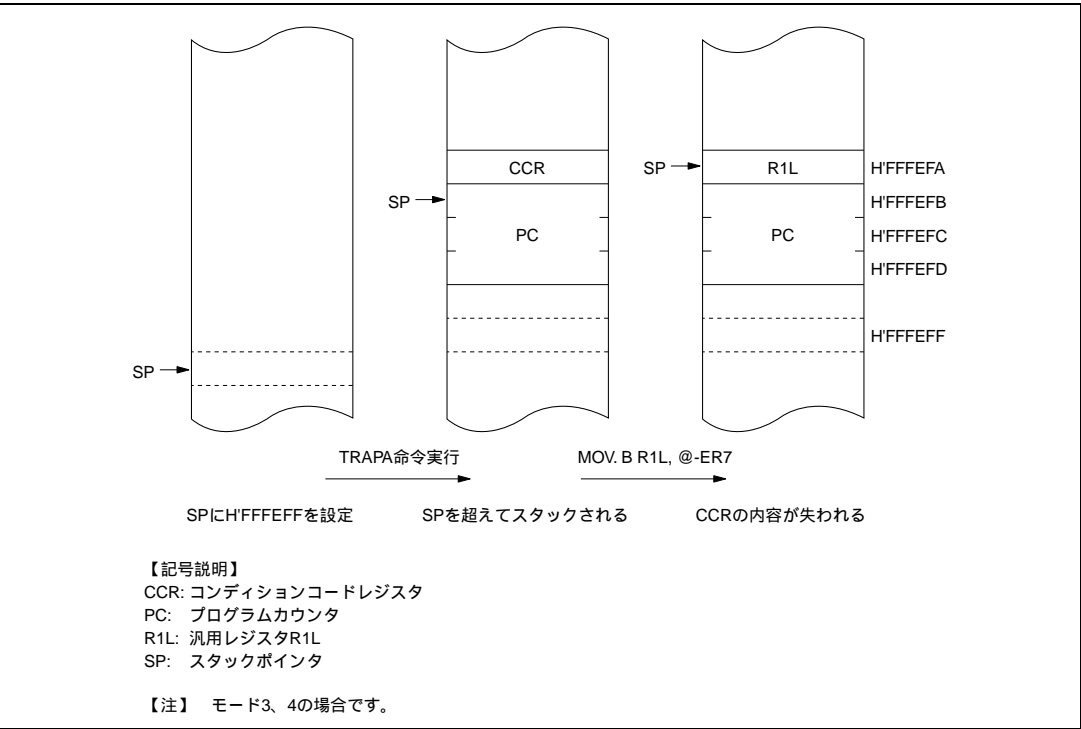 CCR
SP
R1L
H'FFFEFA
SP
H'FFFEFB
PC
PC
H'FFFEFC
H'FFFEFD
H'FFFEFF
SP
TRAPA命令実行
MOV. B R1L, @-ER7
SPにH'FFFEFFを設定
SPを超えてスタックされる
CCRの内容が失われる
【記号説明】
CCR: コンディションコードレジスタ
PC: プログラムカウンタ
R1L: 汎用レジスタR1L
SP: スタックポインタ
【注】 モード3、4の場合です。